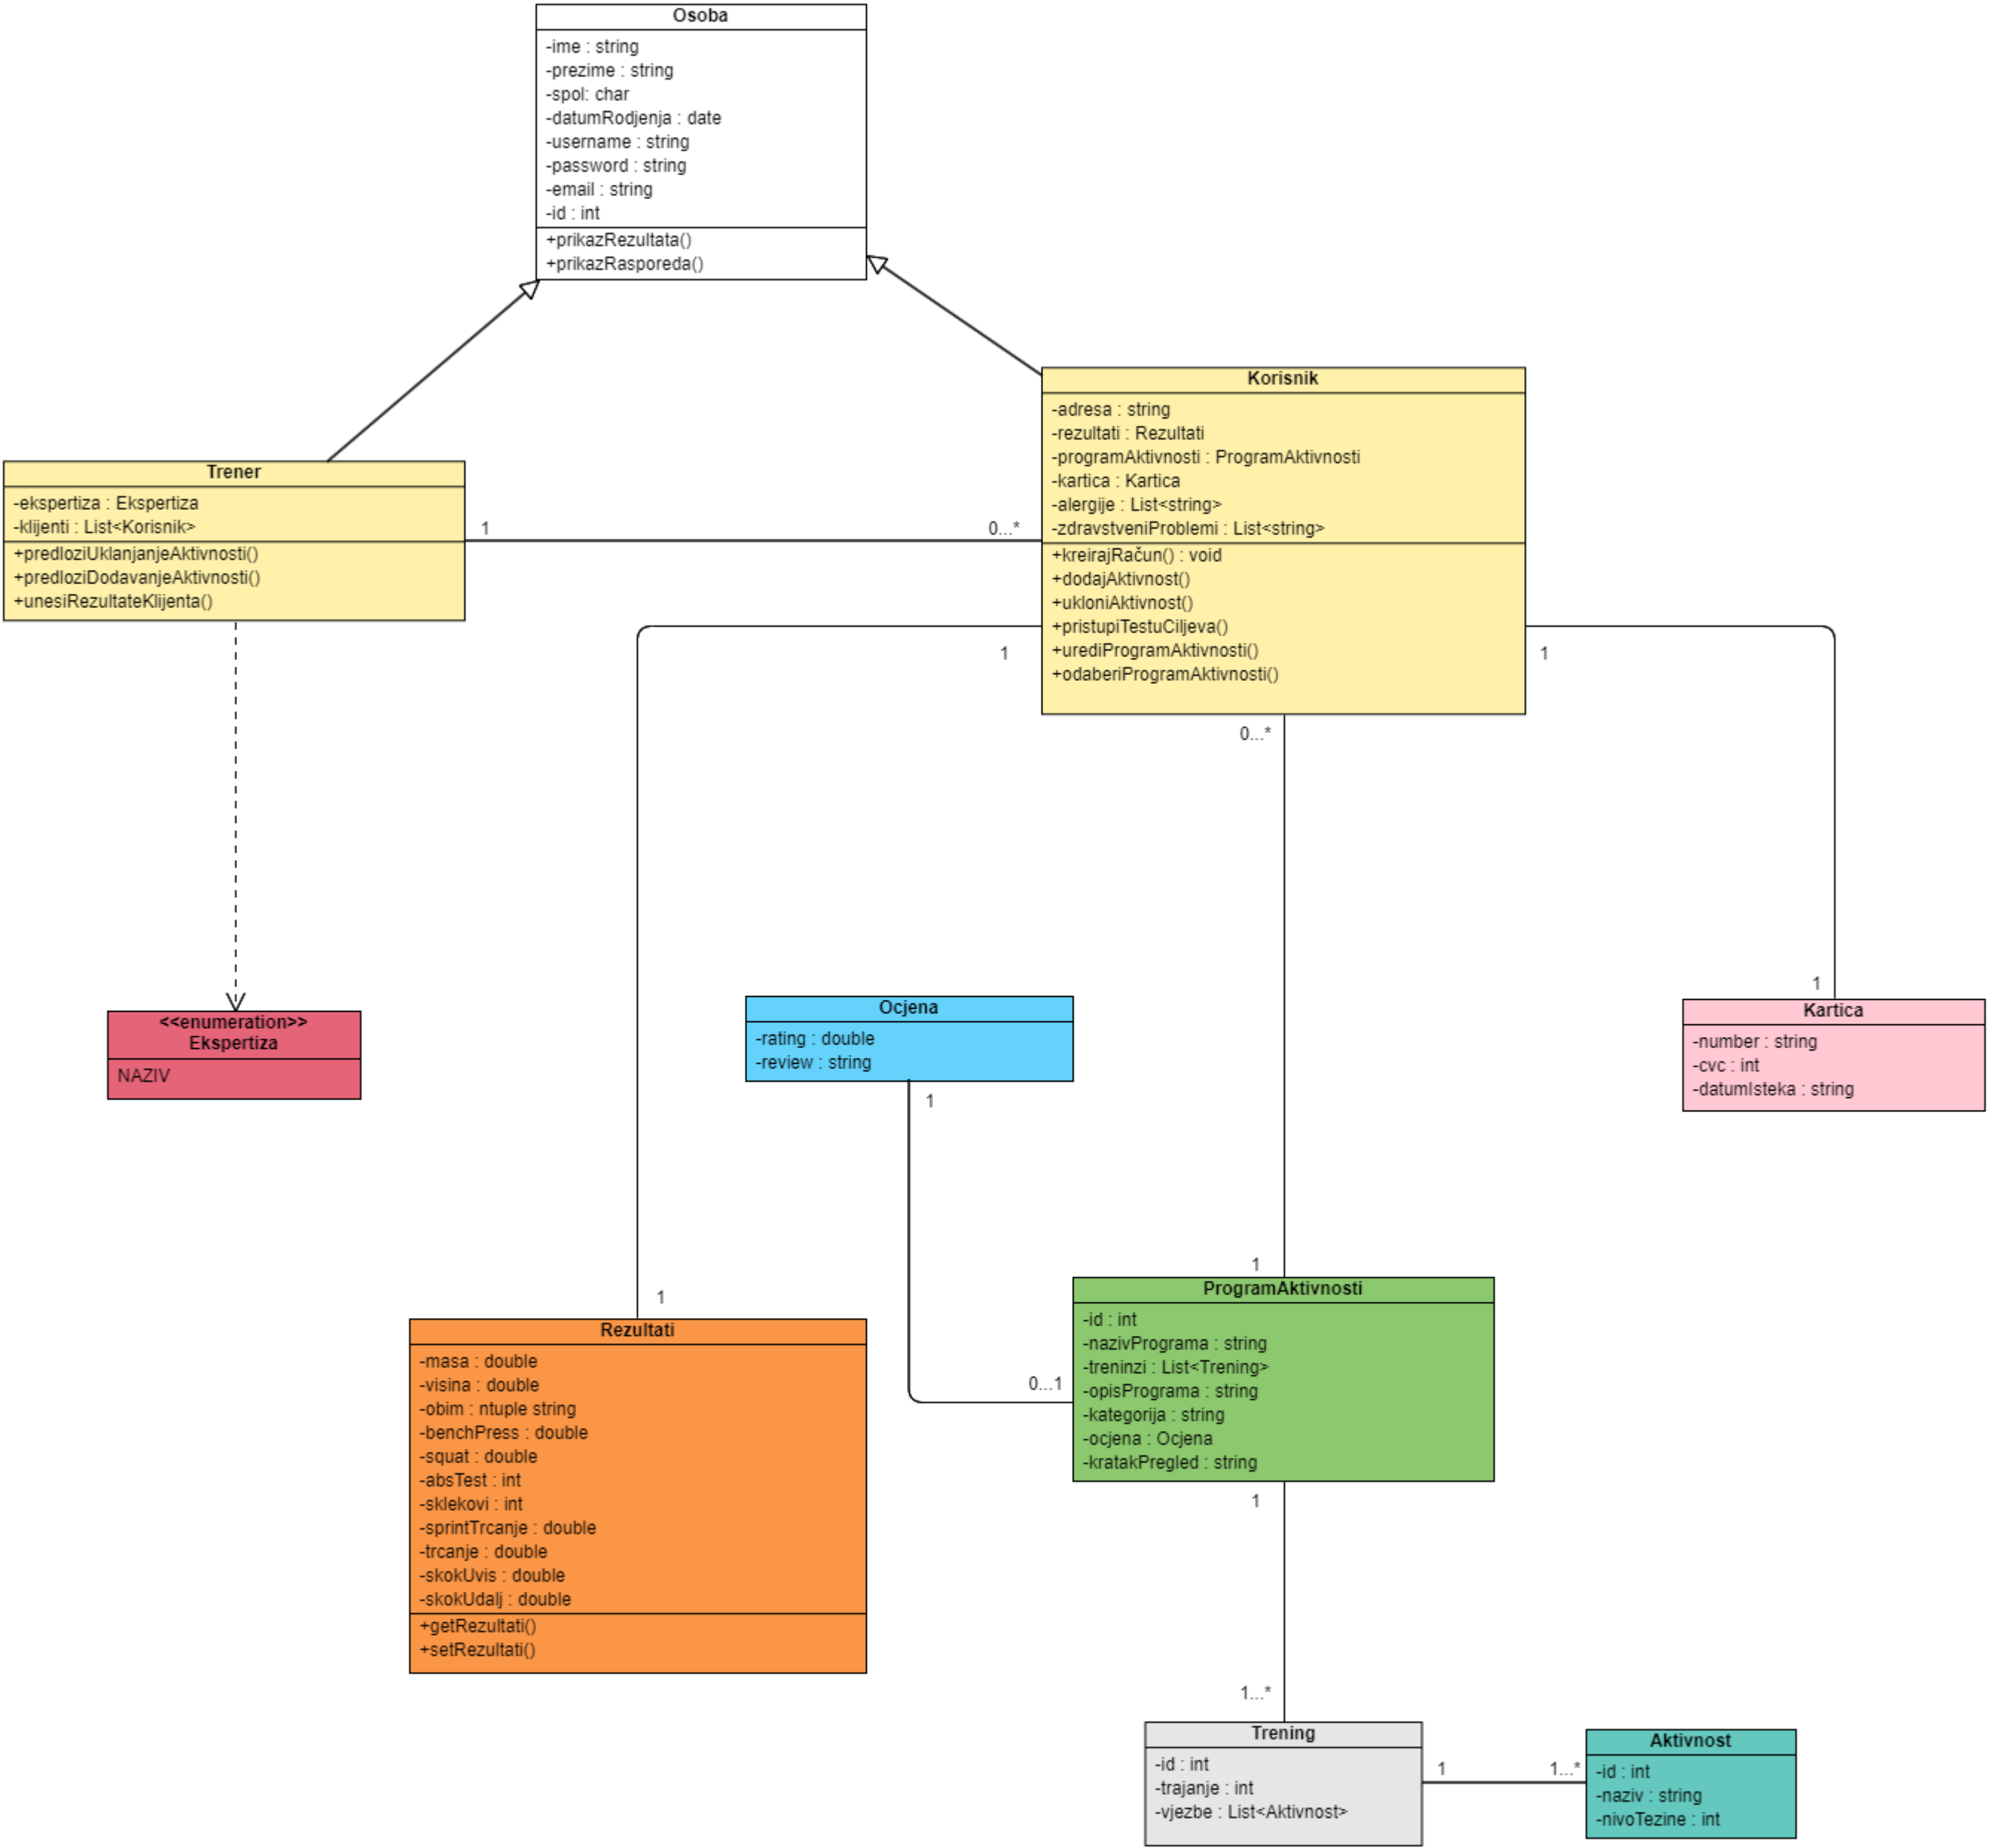 Osoba
-ime : string
-prezime : string
-spol: char
-datumRodjenja : date
-username : string
-password : string
-email : string
-id : int
+prikazRezultata()
+prikazRasporeda()
Korisnik
-adresa : string
-rezultati : Rezultati
-programAktivnosti : ProgramAktivnosti
-kartica : Kartica
-alergije : List<string>
-zdravstveniProblemi : List<string>
+kreirajRačun() : void
+dodajAktivnost()
+ukloniAktivnost()
+pristupiTestuCiljeva()
+urediProgramAktivnosti()
+odaberiProgramAktivnosti()
Trener
-ekspertiza : Ekspertiza
-klijenti : List<Korisnik>
+predloziUklanjanjeAktivnosti()
+predloziDodavanjeAktivnosti()
+unesiRezultateKlijenta()
1
0...*
1
1
0...*
1
<<enumeration>>
Ekspertiza
NAZIV
Ocjena
-rating : double
-review : string
1
Kartica
-number : string
-cvc : int
-datumIsteka : string
1
1
0...1
ProgramAktivnosti
-id : int
-nazivPrograma : string
-treninzi : List<Trening>
-opisPrograma : string
-kategorija : string
-ocjena : Ocjena
-kratakPregled : string
Rezultati
-masa : double
-visina : double
-obim : ntuple string
-benchPress : double
-squat : double
-absTest : int
-sklekovi : int
-sprintTrcanje : double
-trcanje : double
-skokUvis : double
-skokUdalj : double
+getRezultati()
+setRezultati()
1
1...*
Trening
-id : int
-trajanje : int
-vjezbe : List<Aktivnost>
1
1...*
Aktivnost
-id : int
-naziv : string
-nivoTezine : int